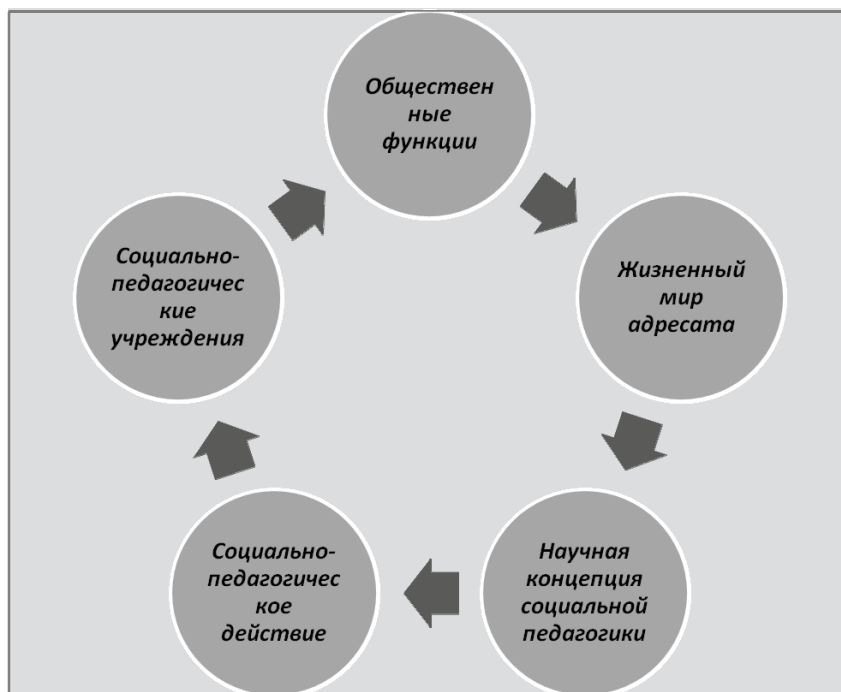 Обществен
ные
функции
Жизненный
мир
адресата
Научная
концепция
социальной
педагогики
Социально-
педагогичес
кое
действие
Социально-
педагогичес
кие
учреждения